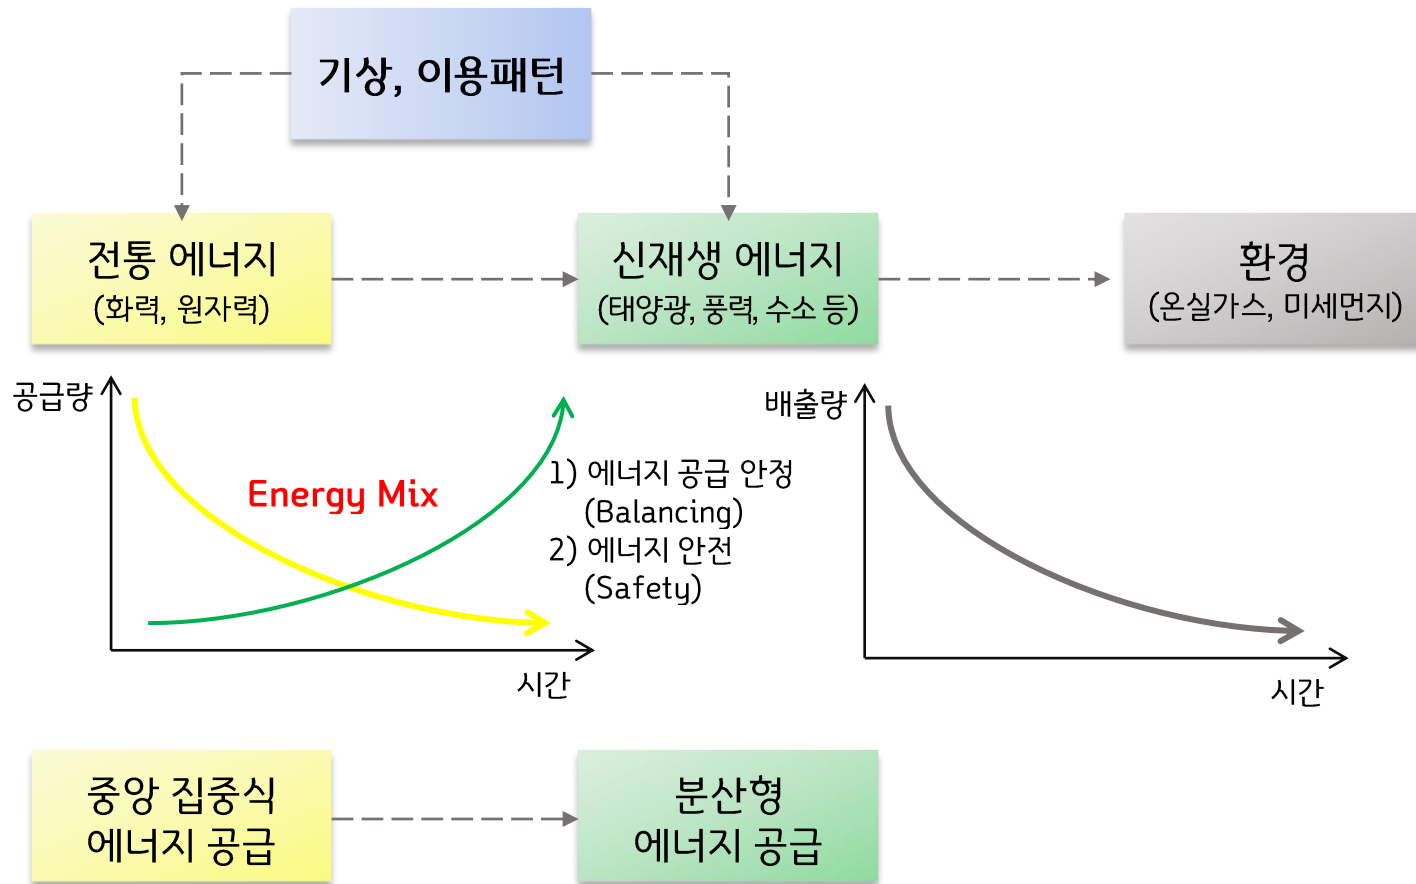 기상, 이용패턴
전통 에너지
(화력, 원자력)
신재생 에너지
(태양광, 풍력, 수소 등)
환경
(온실가스, 미세먼지)
공급량
Energy Mix
1) 에너지 공급 안정
(Balancing)
2) 에너지 안전
(Safety)
시간
배출량
시간
중앙 집중식
에너지 공급
분산형
에너지 공급